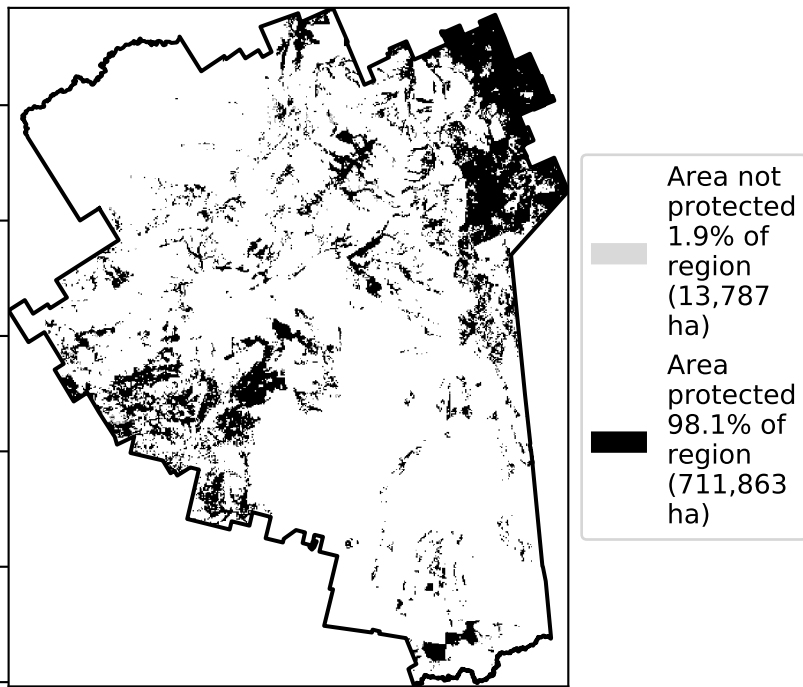 Area not
protected
1.9% of
region
(13,787
ha)
Area
protected
98.1% of
region
(711,863
ha)